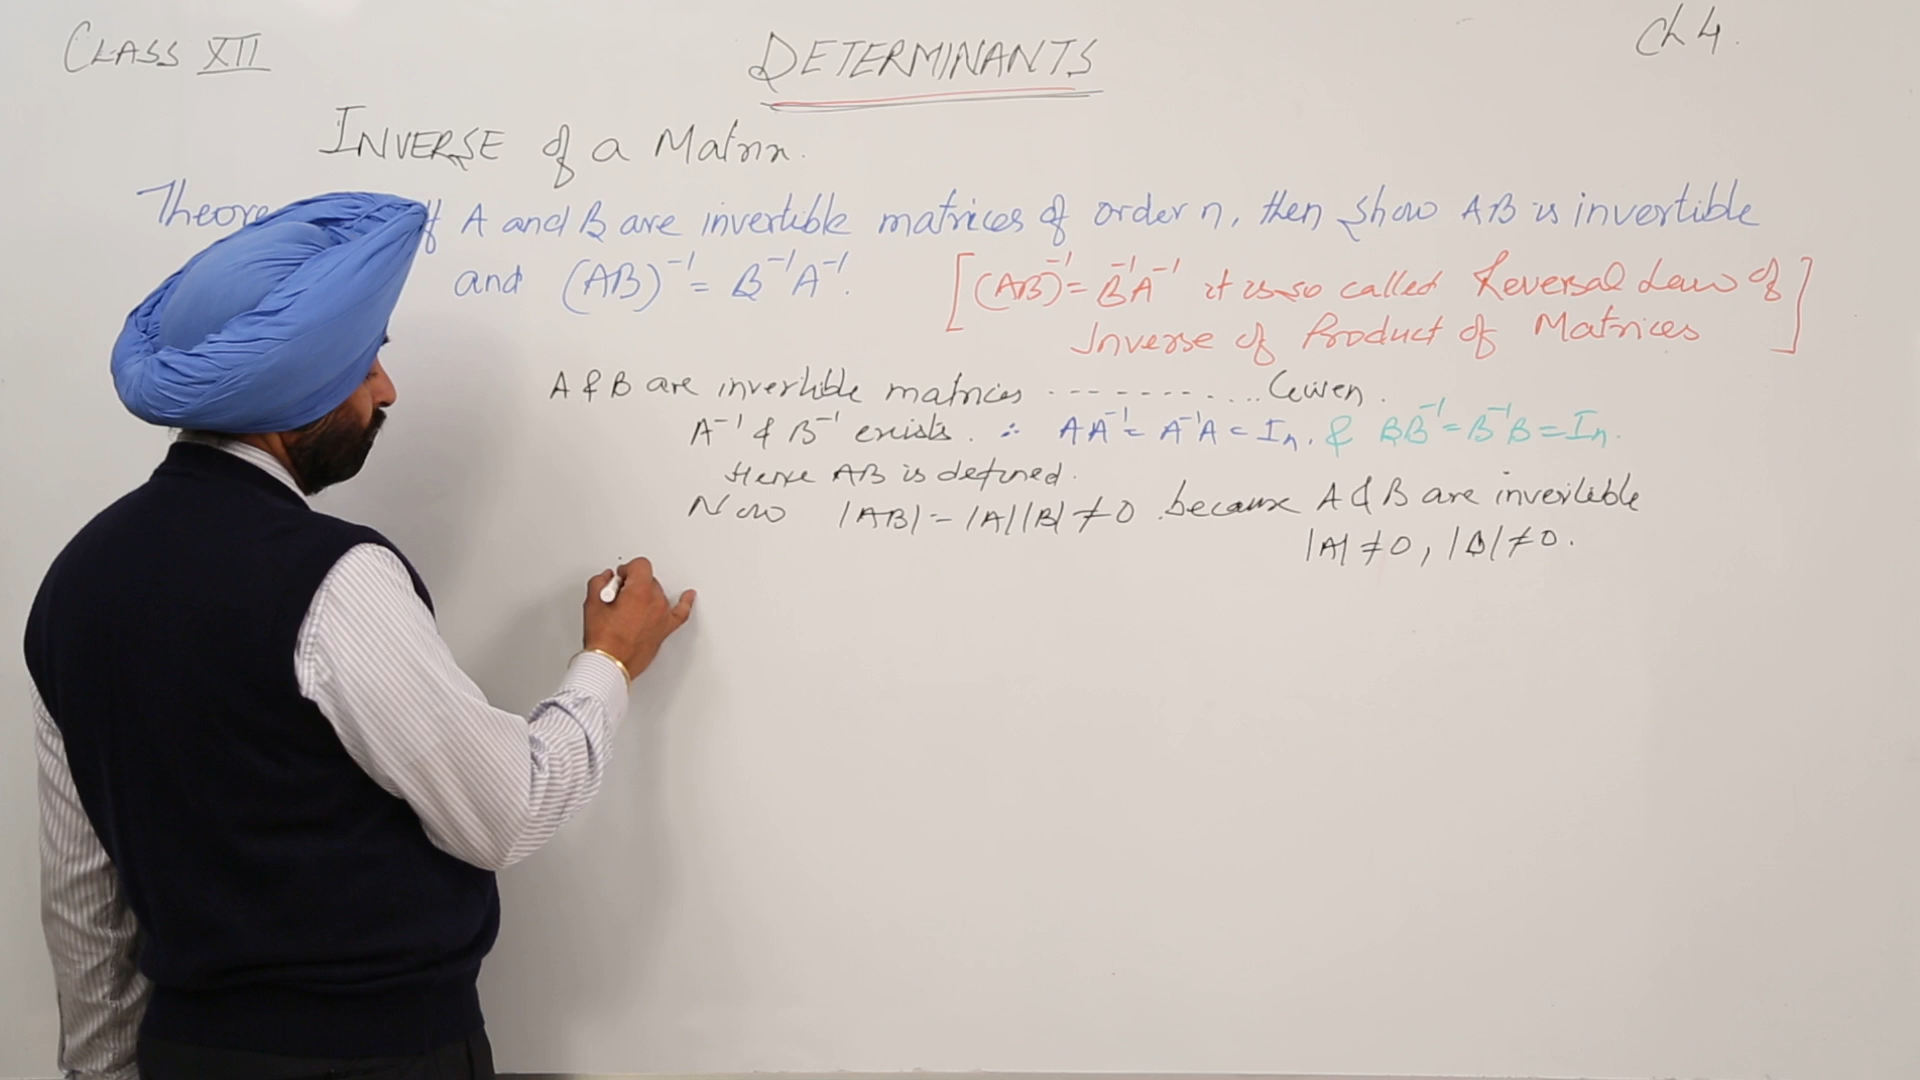 CLASS XII
DETERMINANTS
Ch 4.
INVERSE of a Matrix.
Theore If A and B are invertible matrices of order n, then show AB is invertible
and (AB)⁻¹ = B⁻¹A⁻¹.
[(AB)⁻¹ = B⁻¹A⁻¹ it is so called Reversal Law of
Inverse of Product of Matrices]
A & B are invertible matrices - - - - - - - - ... Given.
A⁻¹ & B⁻¹ exists. ∴ AA⁻¹ = A⁻¹A = Iₙ. & BB⁻¹ = B⁻¹B = Iₙ.
Hence AB is defined.
Now |AB| = |A||B| ≠ 0 because A & B are invertible
|A| ≠ 0, |B| ≠ 0.